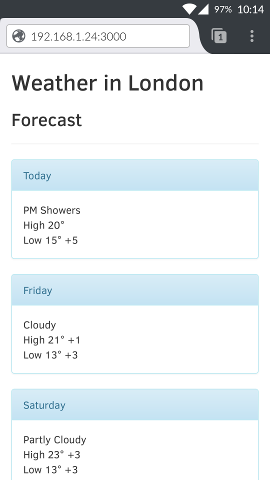 97% 10:14
192.168.1.24:3000
1
Weather in London
Forecast
Today
PM Showers
High 20°
Low 15° +5
Friday
Cloudy
High 21° +1
Low 13° +3
Saturday
Partly Cloudy
High 23° +3
Low 13° +3